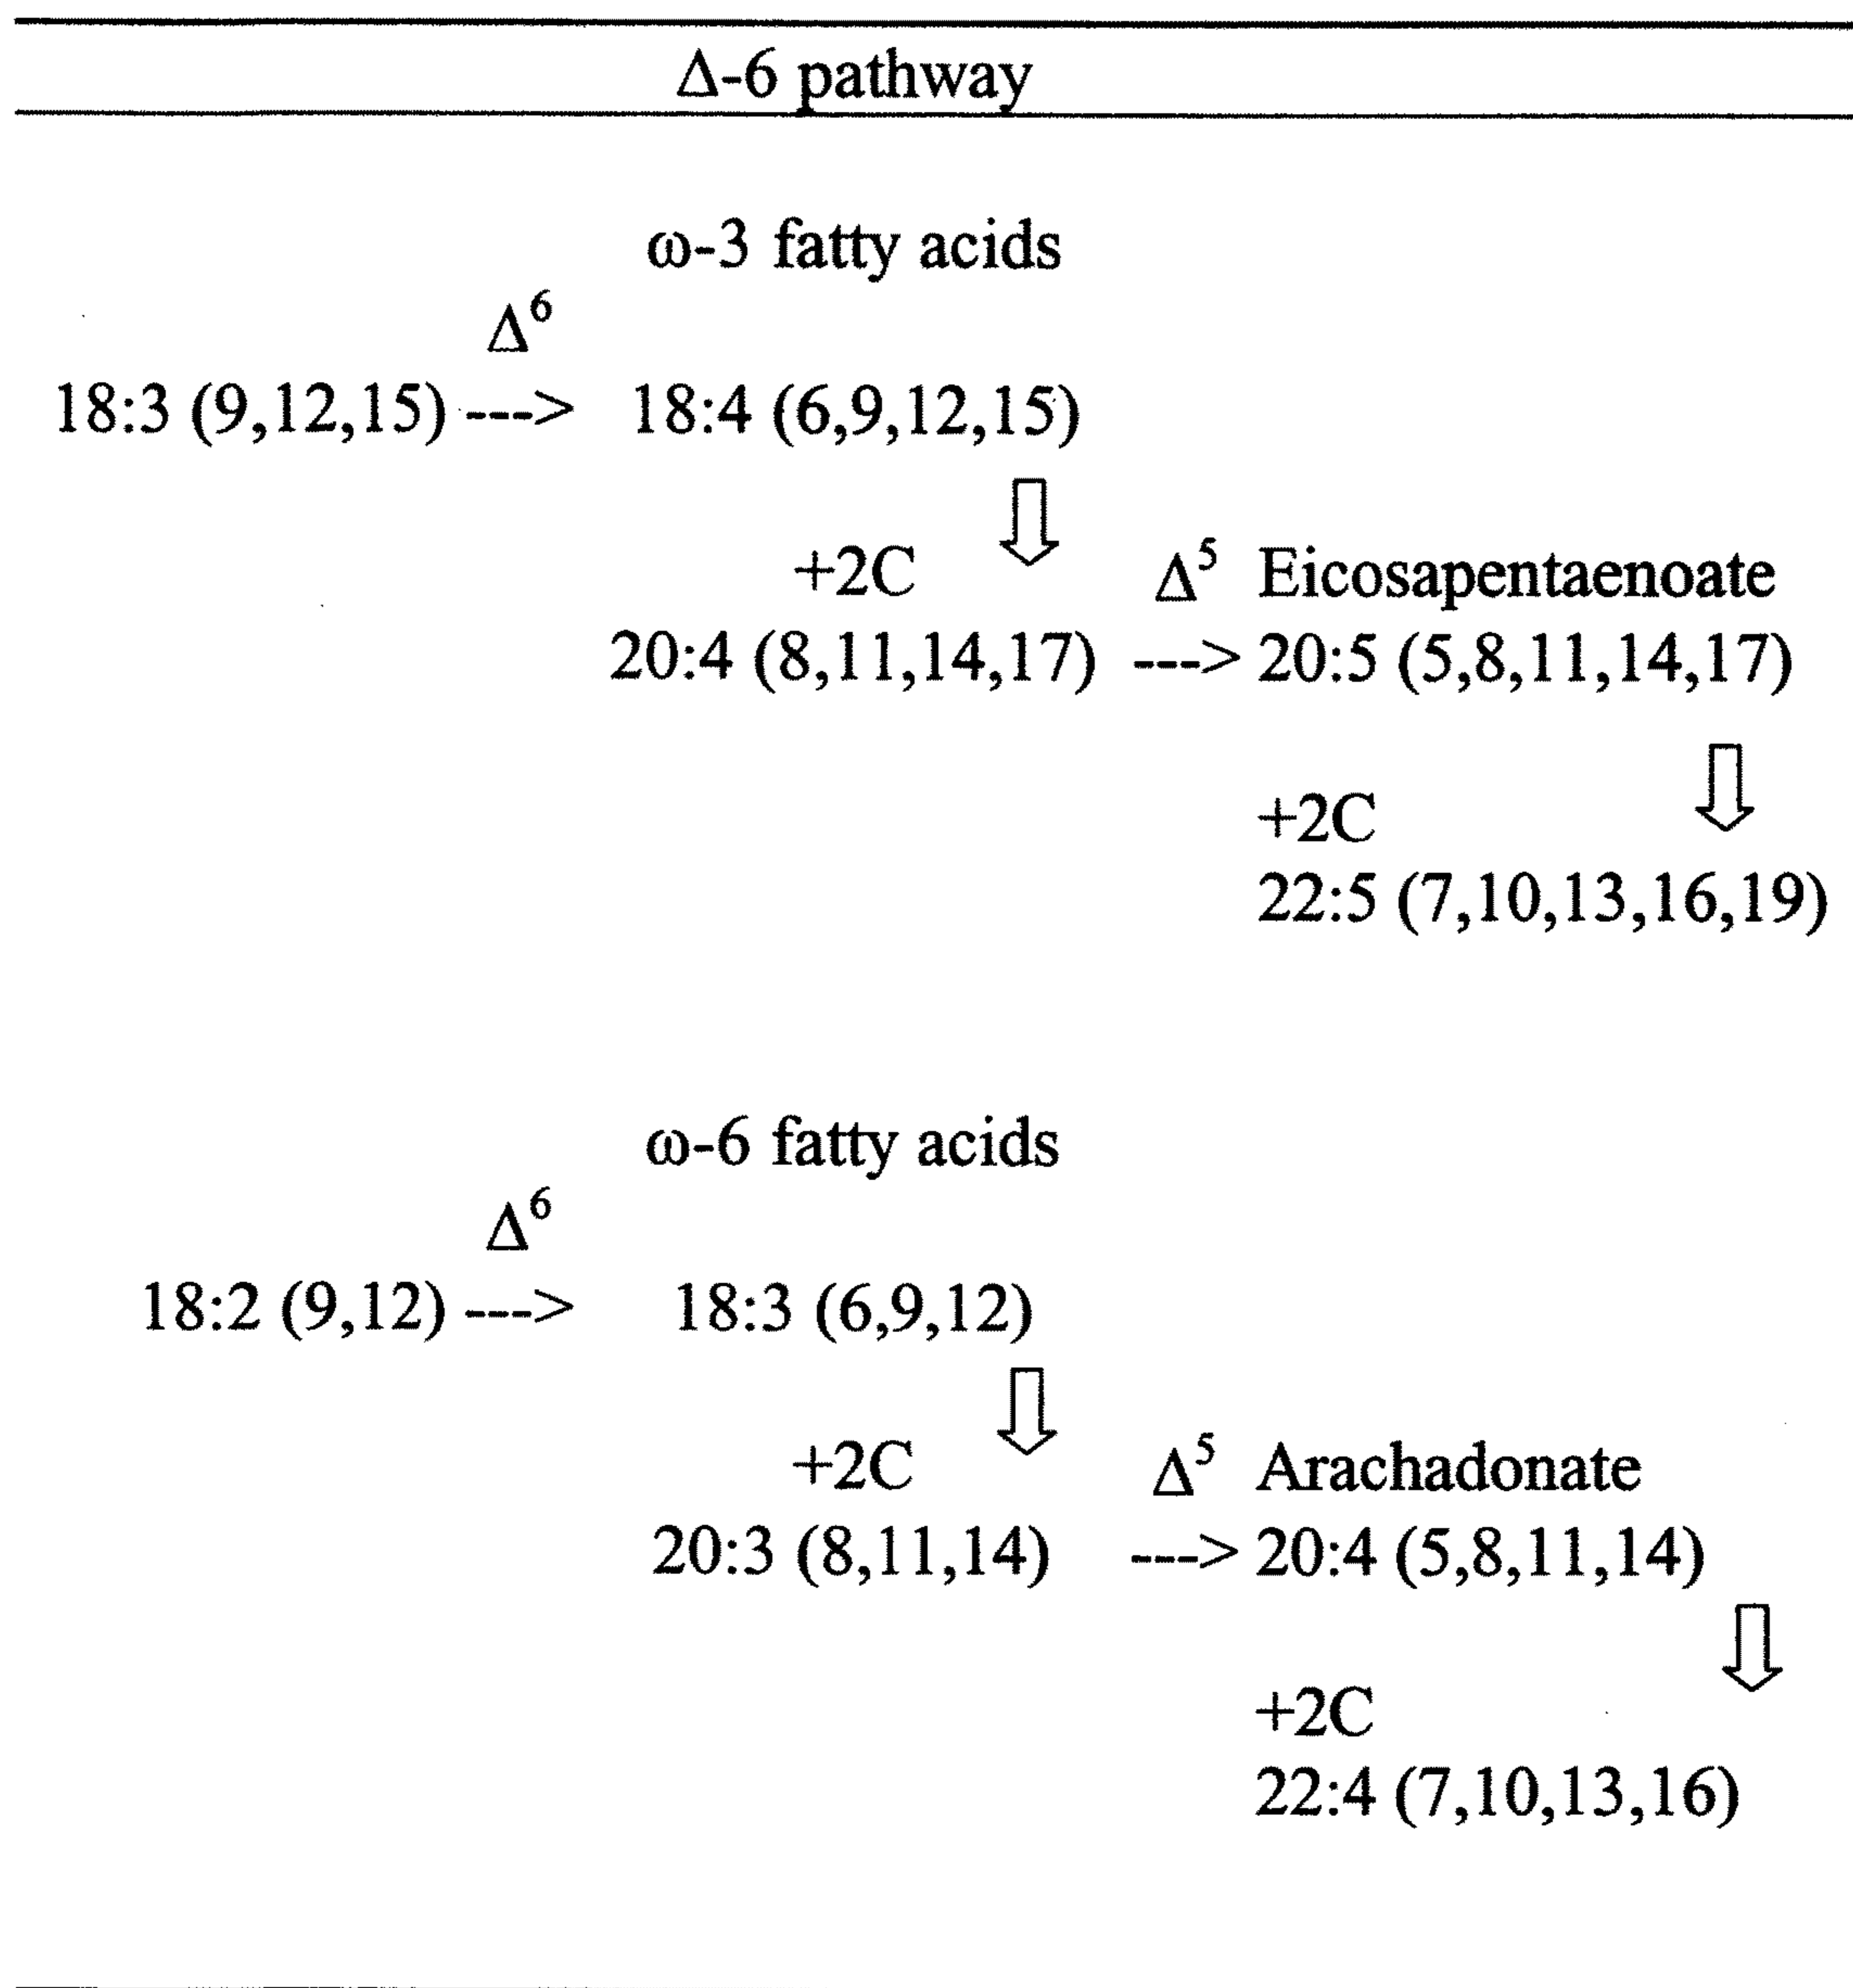 Δ-6 pathway
ω-3 fatty acids
Δ⁶
18:3 (9,12,15) ---> 18:4 (6,9,12,15)
+2C Δ⁵ Eicosapentaenoate
20:4 (8,11,14,17) ---> 20:5 (5,8,11,14,17)
+2C
22:5 (7,10,13,16,19)
ω-6 fatty acids
Δ⁶
18:2 (9,12) ---> 18:3 (6,9,12)
+2C Δ⁵ Arachadonate
20:3 (8,11,14) ---> 20:4 (5,8,11,14)
+2C
22:4 (7,10,13,16)